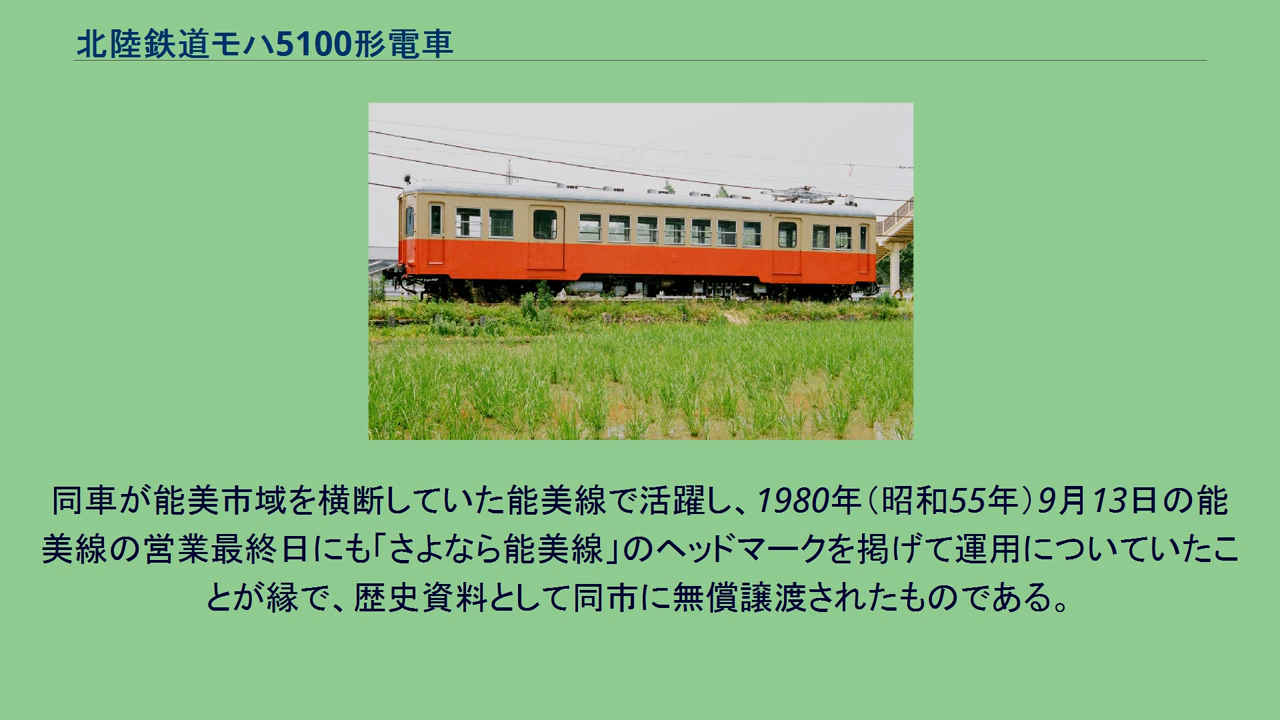 北陸鉄道モハ5100形電車
同車が能美市域を横断していた能美線で活躍し、1980年（昭和55年）9月13日の能
美線の営業最終日にも「さよなら能美線」のヘッドマークを掲げて運用についていたこ
とが縁で、歴史資料として同市に無償譲渡されたものである。